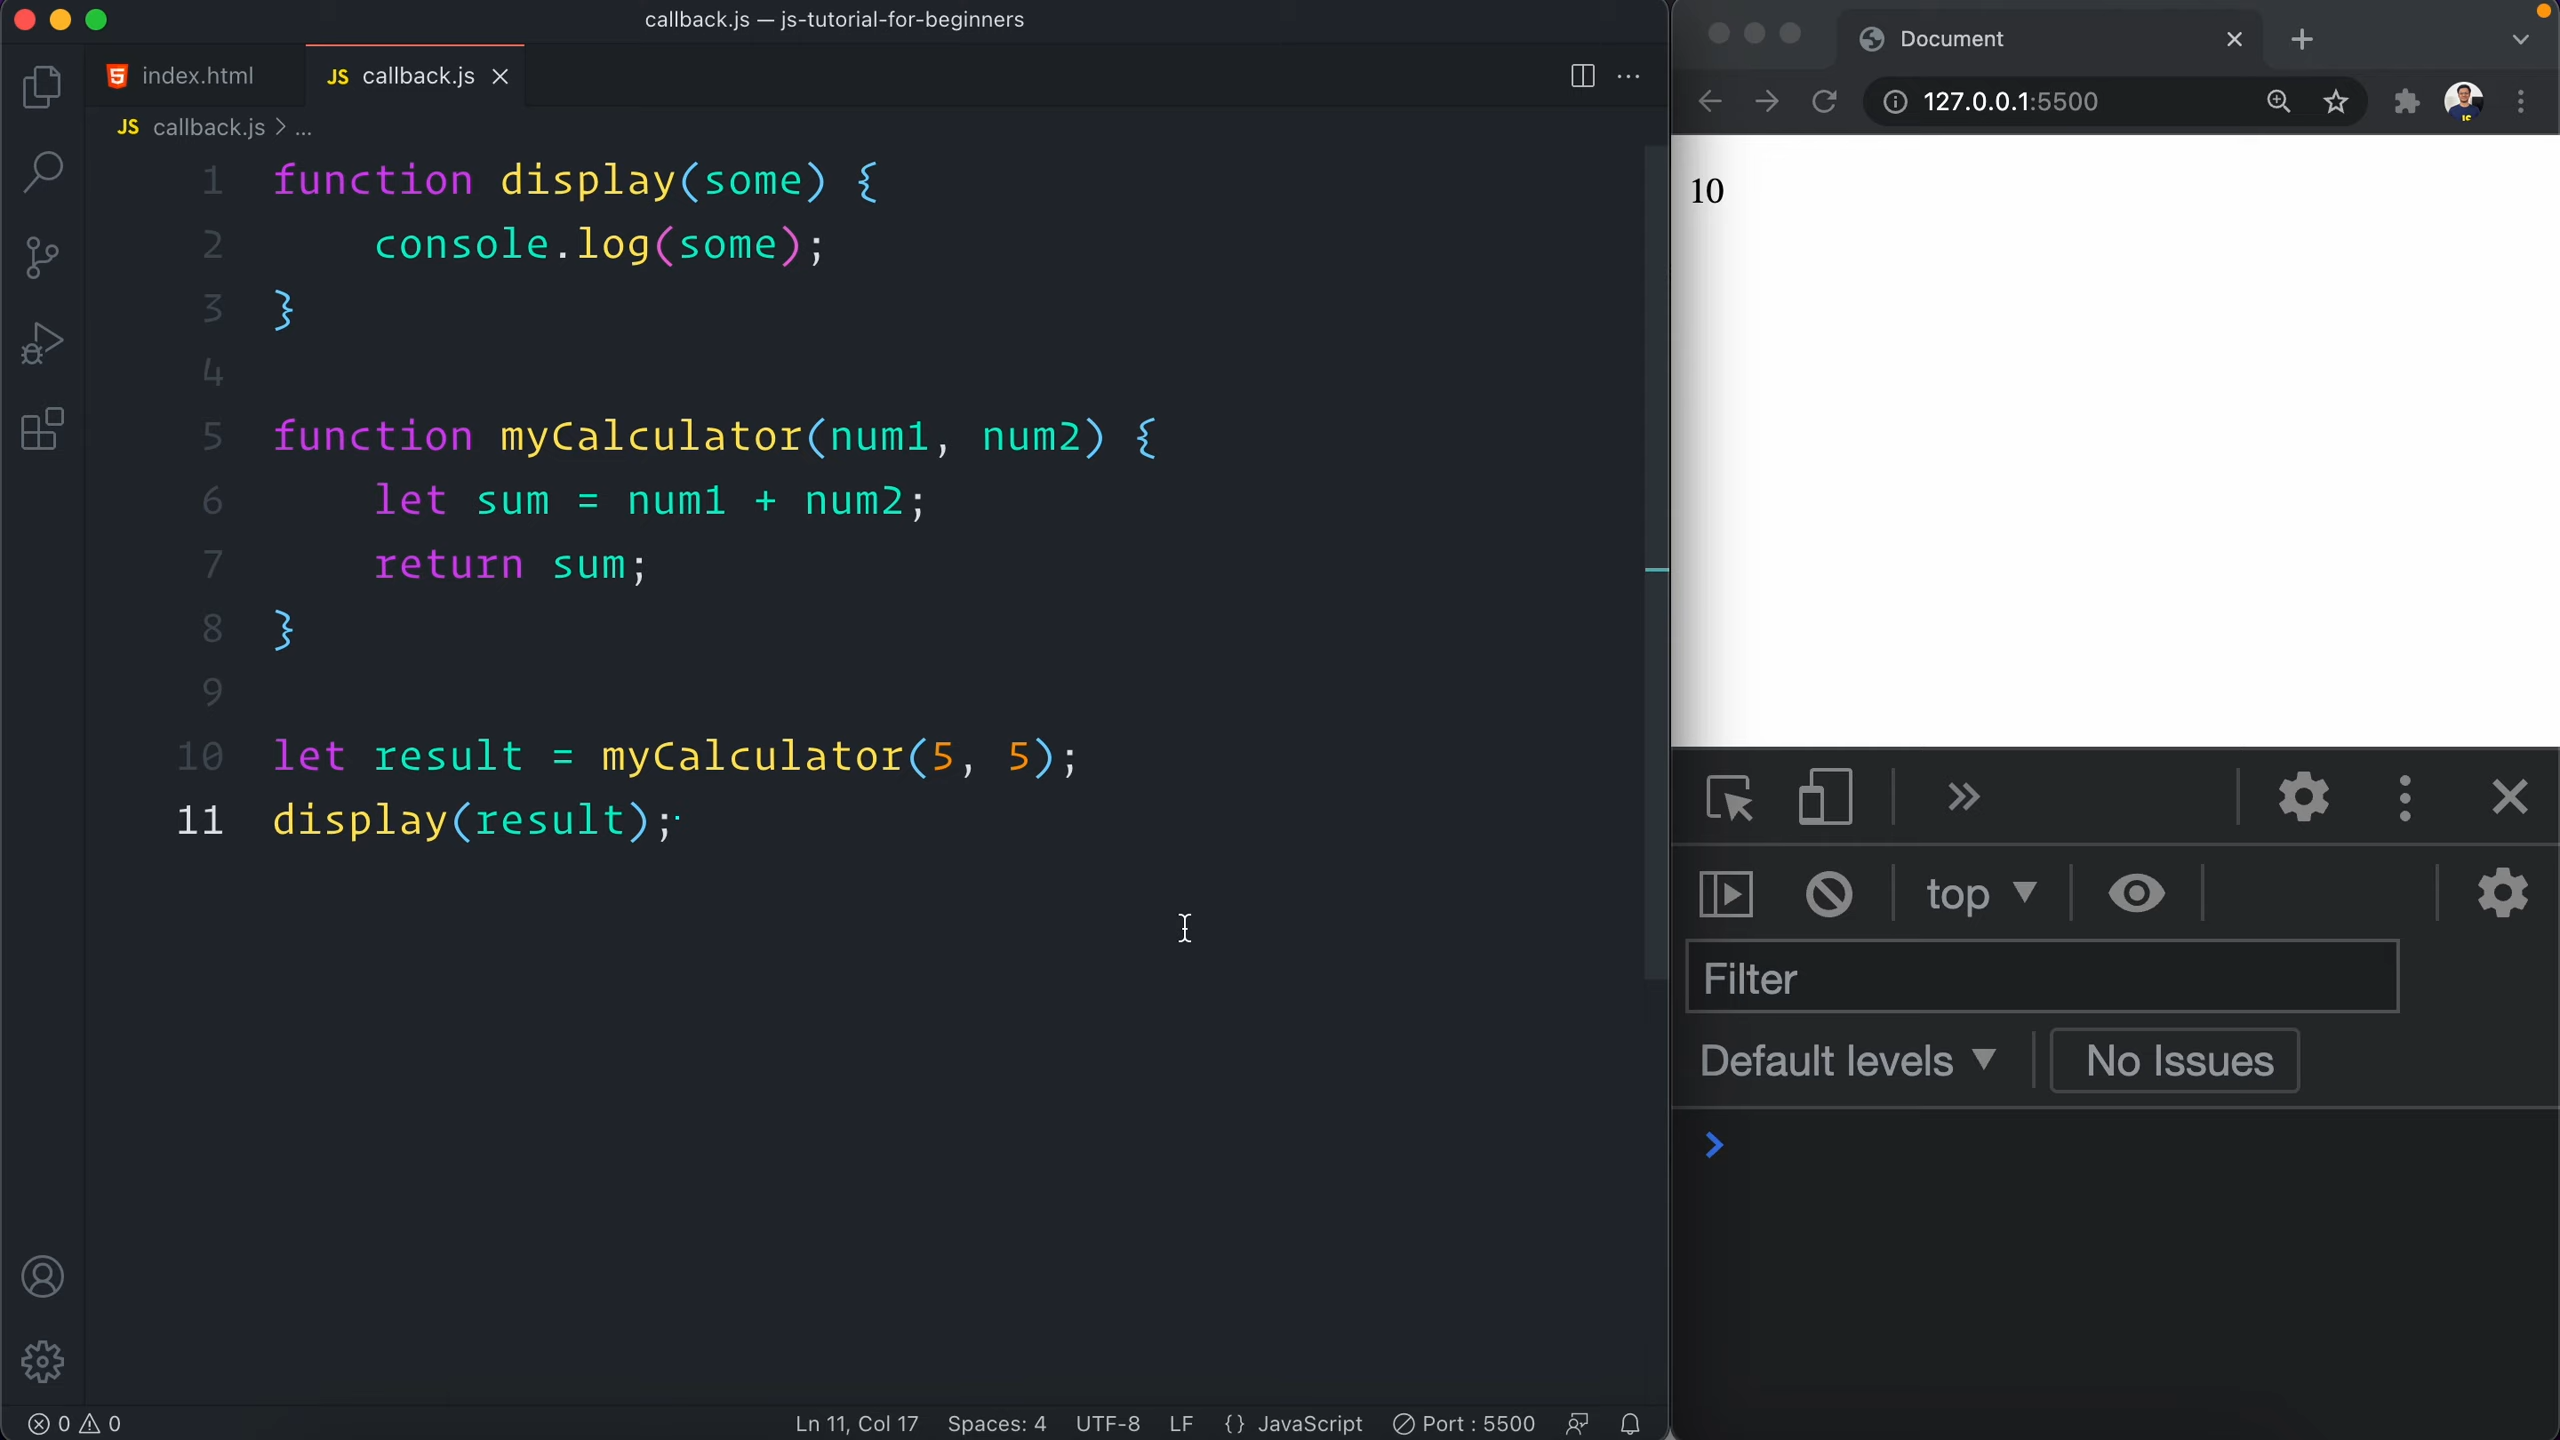 callback.js — js-tutorial-for-beginners
index.html
JS callback.js
JS callback.js > ...
1 function display(some) {
2     console.log(some);
3 }
4
5 function myCalculator(num1, num2) {
6     let sum = num1 + num2;
7     return sum;
8 }
9
10 let result = myCalculator(5, 5);
11 display(result);
0 0
Ln 11, Col 17 Spaces: 4 UTF-8 LF {} JavaScript Port : 5500
Document
127.0.0.1:5500
10
top
Filter
Default levels
No Issues